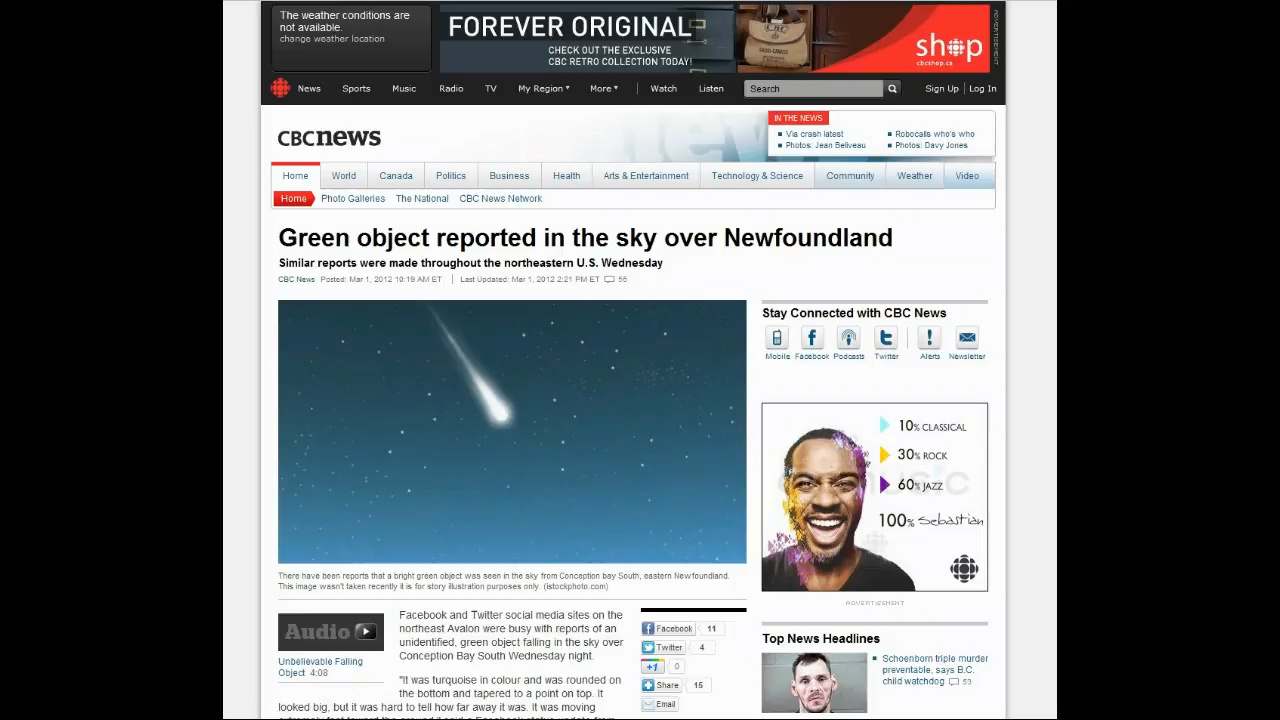 The weather conditions are
not available.
change weather location
FOREVER ORIGINAL
CHECK OUT THE EXCLUSIVE
CBC RETRO COLLECTION TODAY!
shop
cbcshop.ca
ADVERTISEMENT
News Sports Music Radio TV My Region More Watch Listen Search Sign Up Log In
CBCnews
IN THE NEWS
Via crash latest
Robocalls who's who
Photos: Jean Beliveau
Photos: Davy Jones
Home World Canada Politics Business Health Arts & Entertainment Technology & Science Community Weather Video
Home Photo Galleries The National CBC News Network
Green object reported in the sky over Newfoundland
Similar reports were made throughout the northeastern U.S. Wednesday
CBC News Posted: Mar 1, 2012 10:19 AM ET | Last Updated: Mar 1, 2012 2:21 PM ET 55
There have been reports that a bright green object was seen in the sky from Conception bay South, eastern Newfoundland.
This image wasn't taken recently it is for story illustration purposes only. (istockphoto.com)
Audio
Unbelievable Falling
Object 4:08
Facebook and Twitter social media sites on the
northeast Avalon were busy with reports of an
unidentified, green object falling in the sky over
Conception Bay South Wednesday night.
"It was turquoise in colour and was rounded on
the bottom and tapered to a point on top. It
looked big, but it was hard to tell how far away it was. It was moving
Facebook 11
Twitter 4
+1 0
Share 15
Email
Stay Connected with CBC News
Mobile Facebook Podcasts Twitter Alerts Newsletter
10% CLASSICAL
30% ROCK
60% JAZZ
100% Sebastian
ADVERTISEMENT
Top News Headlines
Schoenborn triple murder
preventable, says B.C.
child watchdog 53